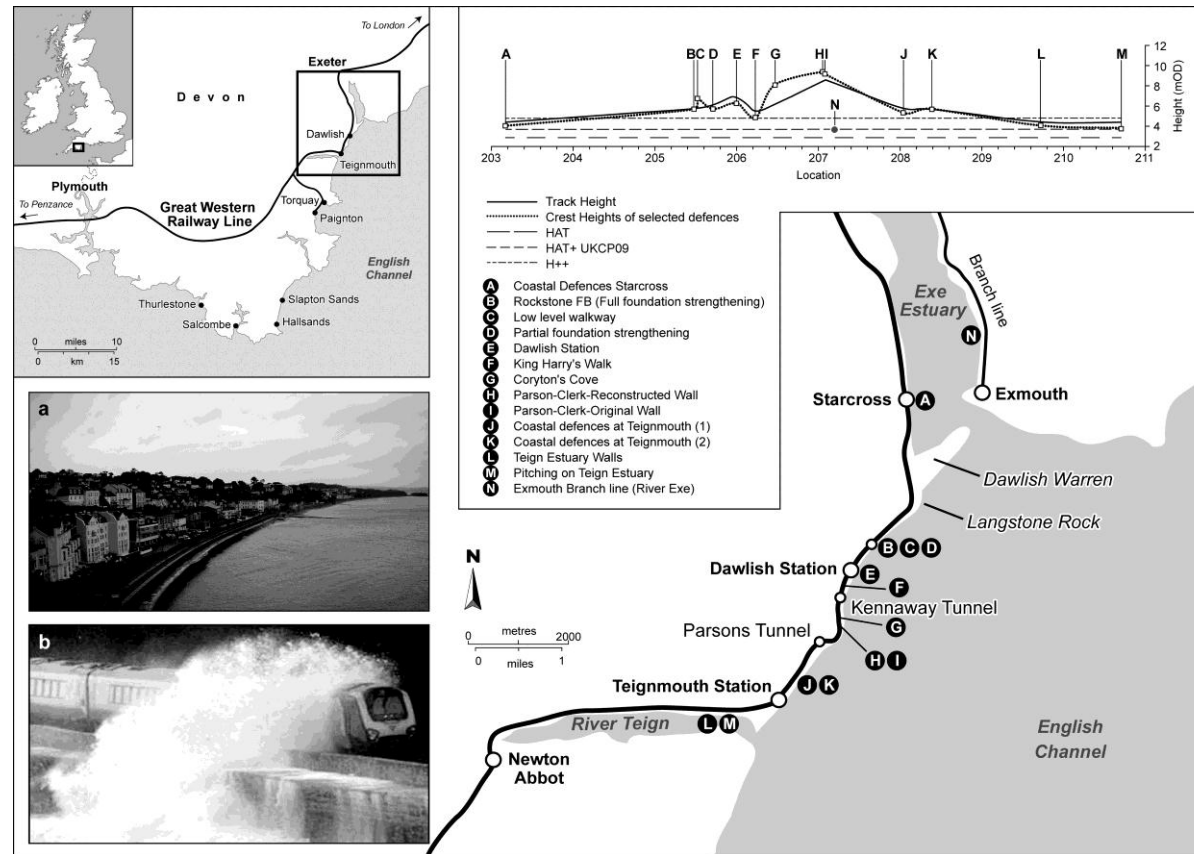 To London
Exeter
Devon
Dawlish
Teignmouth
Plymouth
To Penzance
Great Western
Railway Line
Torquay
Paignton
English
Channel
Thurlestone
Slapton Sands
Salcombe
Hallsands
0 miles 10
0 km 15
a
b
A B C D E F G H I J K L M
N
12
10
8
6
4
2
Height (mOD)
203 204 205 206 207 208 209 210 211
Location
Track Height
Crest Heights of selected defences
HAT
HAT+ UKCP09
H++
A Coastal Defences Starcross
B Rockstone FB (Full foundation strengthening)
C Low level walkway
D Partial foundation strengthening
E Dawlish Station
F King Harry's Walk
G Coryton's Cove
H Parson-Clerk-Reconstructed Wall
I Parson-Clerk-Original Wall
J Coastal defences at Teignmouth (1)
K Coastal defences at Teignmouth (2)
L Teign Estuary Walls
M Pitching on Teign Estuary
N Exmouth Branch line (River Exe)
Branch line
Exe
Estuary
N
Starcross
A
Exmouth
Dawlish Warren
Langstone Rock
B C D
Dawlish Station
E
F
Kennaway Tunnel
G
Parsons Tunnel
H I
Teignmouth Station
J K
River Teign
L M
Newton
Abbot
English
Channel
N
0 metres 2000
0 miles 1